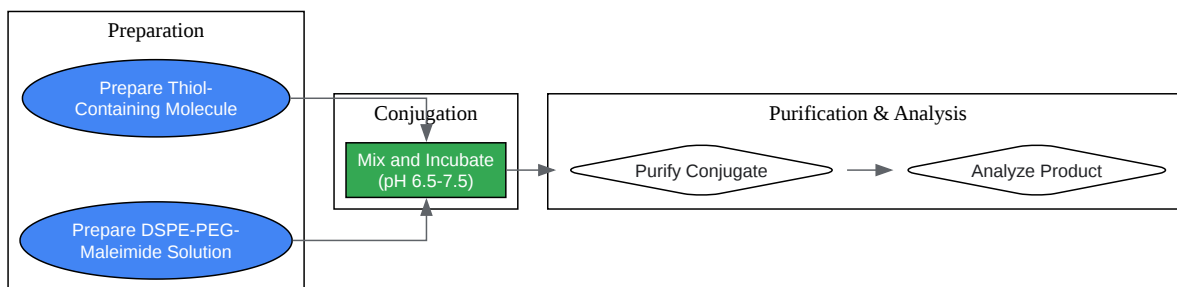 Preparation
Prepare Thiol-
Containing Molecule
Prepare DSPE-PEG-
Maleimide Solution
Conjugation
Mix and Incubate
(pH 6.5-7.5)
Purification & Analysis
Purify Conjugate
Analyze Product